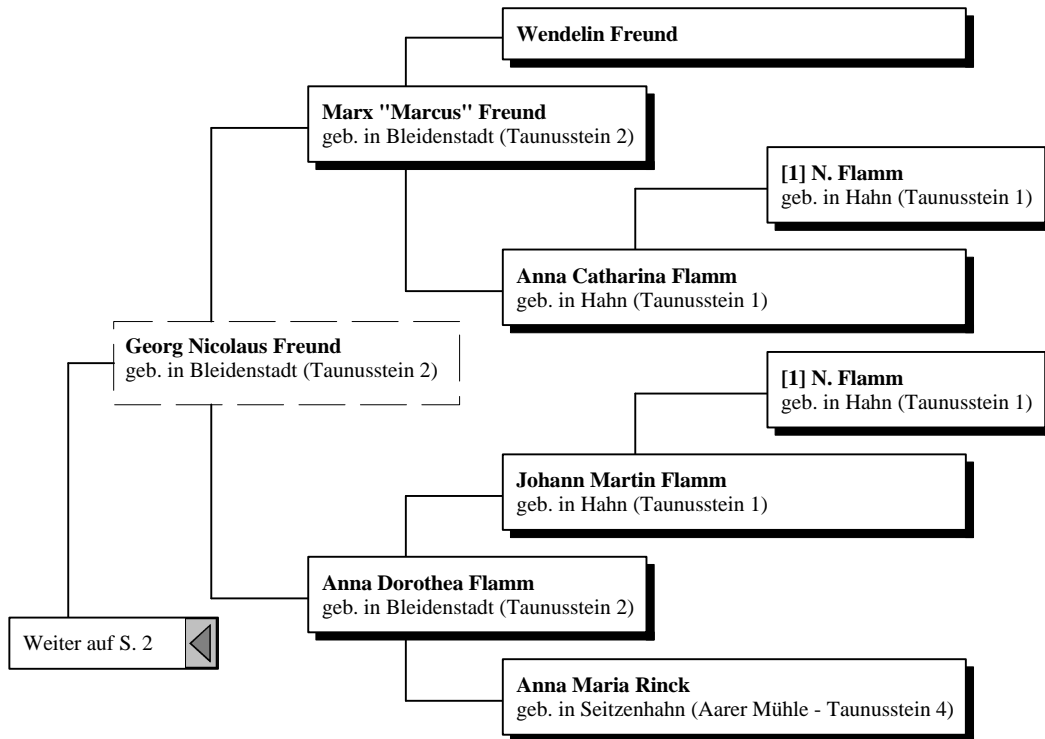 Wendelin Freund
Marx "Marcus" Freund
geb. in Bleidenstadt (Taunusstein 2)
[1] N. Flamm
geb. in Hahn (Taunusstein 1)
Anna Catharina Flamm
geb. in Hahn (Taunusstein 1)
Georg Nicolaus Freund
geb. in Bleidenstadt (Taunusstein 2)
[1] N. Flamm
geb. in Hahn (Taunusstein 1)
Johann Martin Flamm
geb. in Hahn (Taunusstein 1)
Anna Dorothea Flamm
geb. in Bleidenstadt (Taunusstein 2)
Weiter auf S. 2
Anna Maria Rinck
geb. in Seitzenhahn (Aarer Mühle - Taunusstein 4)